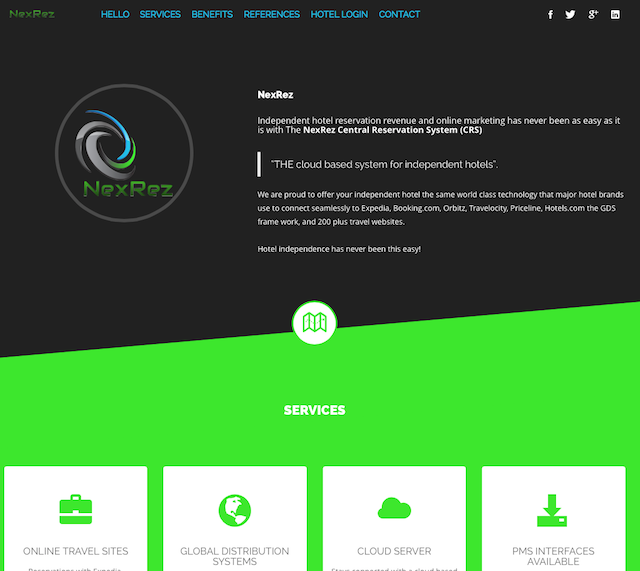 NexRez
HELLO SERVICES BENEFITS REFERENCES HOTEL LOGIN CONTACT
NexRez
NexRez
Independent hotel reservation revenue and online marketing has never been as easy as it
is with The NexRez Central Reservation System (CRS)
"THE cloud based system for independent hotels".
We are proud to offer your independent hotel the same world class technology that major hotel brands
use to connect seamlessly to Expedia, Booking.com, Orbitz, Travelocity, Priceline, Hotels.com the GDS
frame work, and 200 plus travel websites.
Hotel independence has never been this easy!
SERVICES
ONLINE TRAVEL SITES
GLOBAL DISTRIBUTION
SYSTEMS
CLOUD SERVER
PMS INTERFACES
AVAILABLE